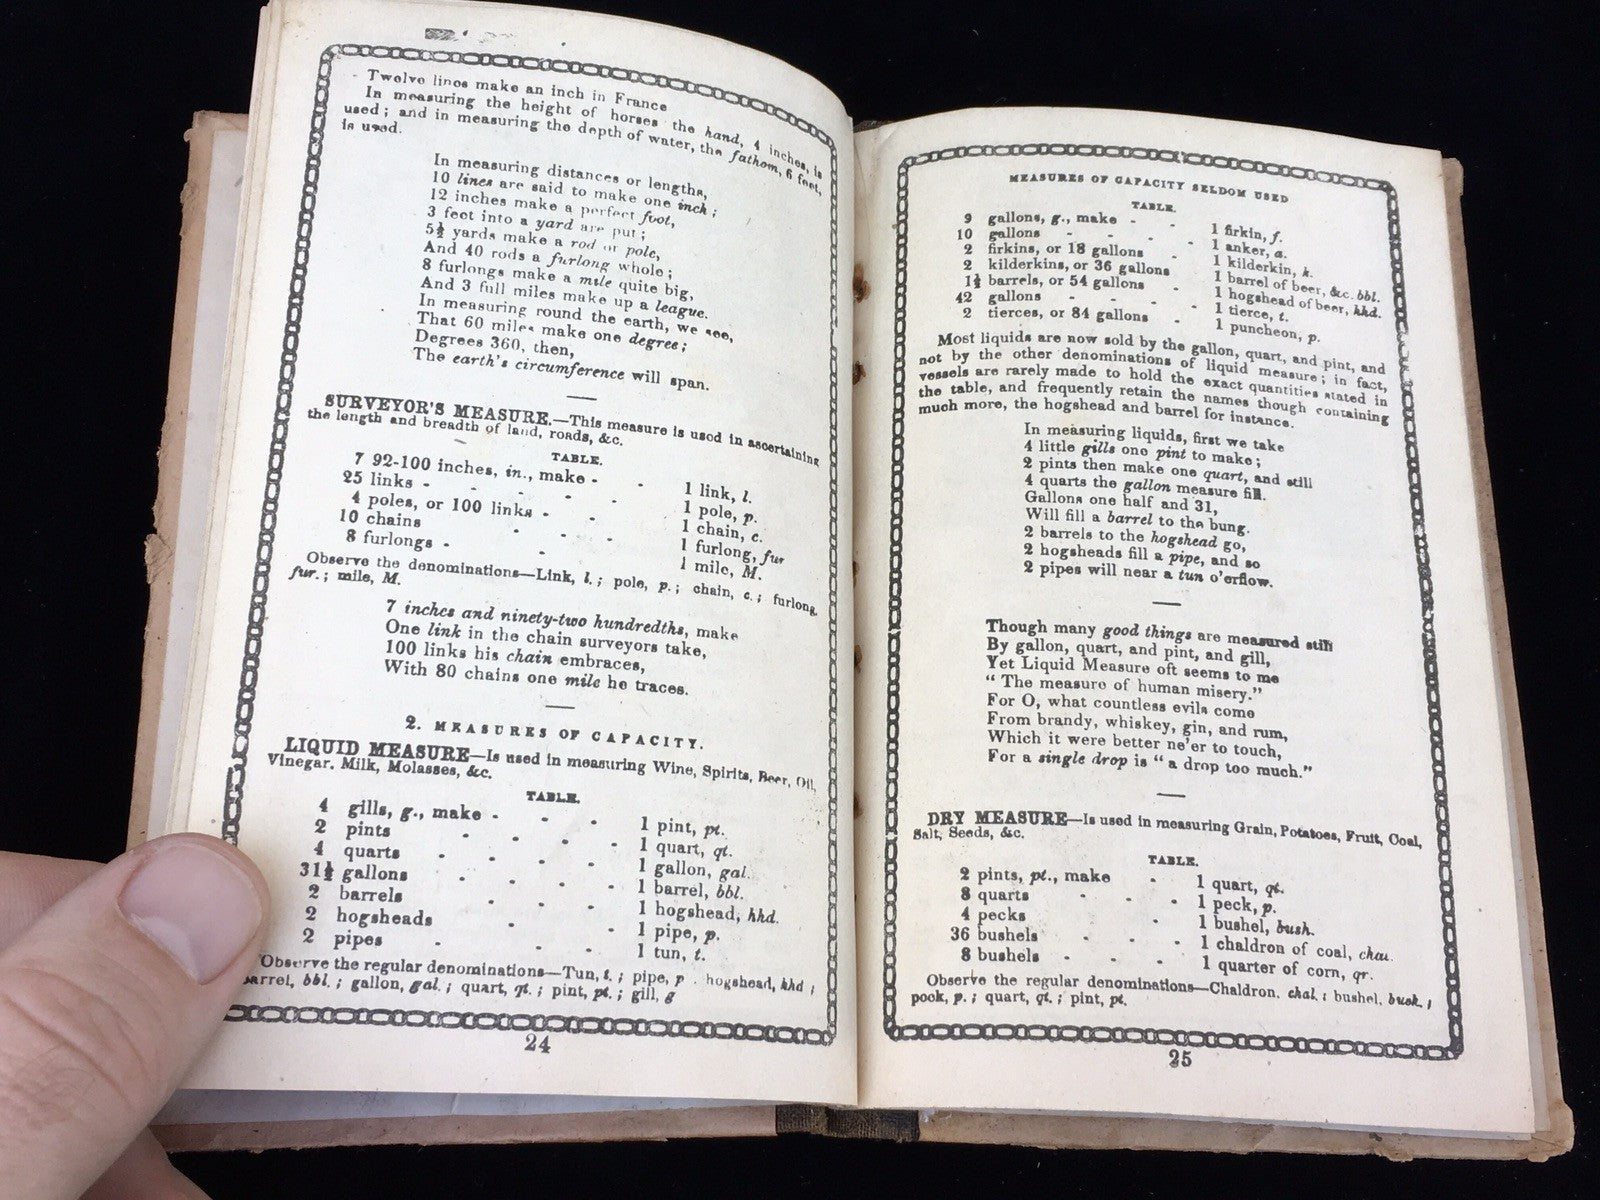 Twelve lines make an inch in France
In measuring the height of horses the hand, 4 inches, is
used; and in measuring the depth of water, the fathom, 6 feet,
is used.
In measuring distances or lengths,
10 lines are said to make one inch;
12 inches make a perfect foot,
3 feet into a yard are put;
5½ yards make a rod or pole,
And 40 rods a furlong whole;
8 furlongs make a mile quite big,
And 3 full miles make up a league.
In measuring round the earth, we see,
That 60 miles make one degree;
Degrees 360, then,
The earth's circumference will span.
SURVEYOR'S MEASURE.—This measure is used in ascertaining
the length and breadth of land, roads, &c.
TABLE.
7 92-100 inches, in., make - - 1 link, l.
25 links - - - - - 1 pole, p.
4 poles, or 100 links - - 1 chain, c.
10 chains - - - 1 furlong, fur
8 furlongs - - 1 mile, M.
Observe the denominations—Link, l.; pole, p.; chain, c.; furlong,
fur.; mile, M.
7 inches and ninety-two hundredths, make
One link in the chain surveyors take,
100 links his chain embraces,
With 80 chains one mile he traces.
2. MEASURES OF CAPACITY.
LIQUID MEASURE—Is used in measuring Wine, Spirits, Beer, Oil,
Vinegar. Milk, Molasses, &c.
TABLE.
4 gills, g., make - - - 1 pint, pt.
2 pints - - - - 1 quart, qt.
4 quarts - - - - 1 gallon, gal.
31½ gallons - - - 1 barrel, bbl.
2 barrels - - - 1 hogshead, hhd.
2 hogsheads - - 1 pipe, p.
2 pipes - - - 1 tun, t.
Observe the regular denominations—Tun, t.; pipe, p. hogshead, hhd;
barrel, bbl.; gallon, gal.; quart, qt.; pint, pt.; gill, g
24
MEASURES OF CAPACITY SELDOM USED
TABLE.
9 gallons, g., make - - 1 firkin, f.
10 gallons - - - - 1 anker, a.
2 firkins, or 18 gallons - 1 kilderkin, k.
2 kilderkins, or 36 gallons - 1 barrel of beer, &c. bbl.
1½ barrels, or 54 gallons - 1 hogshead of beer, hhd.
42 gallons - - - - 1 tierce, t.
2 tierces, or 84 gallons - 1 puncheon, p.
Most liquids are now sold by the gallon, quart, and pint, and
not by the other denominations of liquid measure; in fact,
vessels are rarely made to hold the exact quantities stated in
the table, and frequently retain the names though containing
much more, the hogshead and barrel for instance.
In measuring liquids, first we take
4 little gills one pint to make;
2 pints then make one quart, and still
4 quarts the gallon measure fill.
Gallons one half and 31,
Will fill a barrel to the bung.
2 barrels to the hogshead go,
2 hogsheads fill a pipe, and so
2 pipes will near a tun o'erflow.
Though many good things are measured still
By gallon, quart, and pint, and gill,
Yet Liquid Measure oft seems to me
"The measure of human misery."
For O, what countless evils come
From brandy, whiskey, gin, and rum,
Which it were better ne'er to touch,
For a single drop is "a drop too much."
DRY MEASURE—Is used in measuring Grain, Potatoes, Fruit, Coal,
Salt, Seeds, &c.
TABLE.
2 pints, pt., make - 1 quart, qt.
8 quarts - - - 1 peck, p.
4 pecks - 1 bushel, bush.
36 bushels - - - 1 chaldron of coal, chal.
8 bushels - - - 1 quarter of corn, qr.
Observe the regular denominations—Chaldron. chal.; bushel. bush.;
peck, p.; quart, qt.; pint, pt.
25